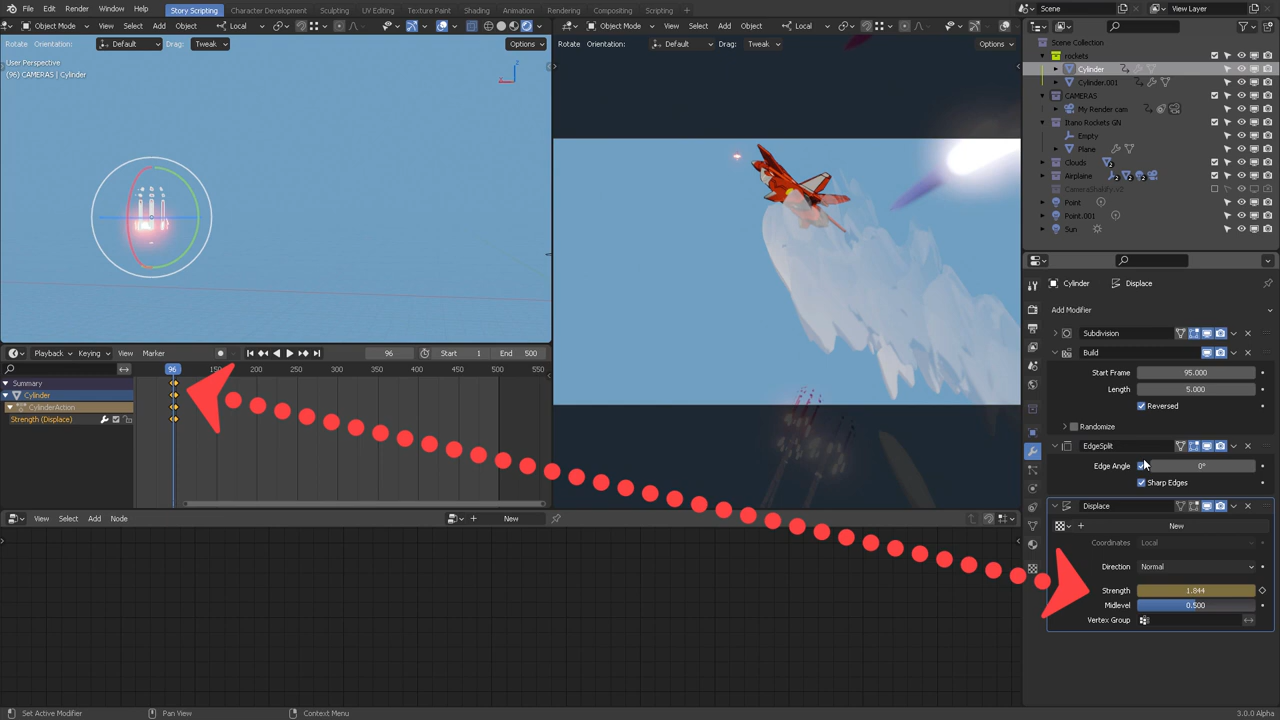 File Edit Render Window Help Story Scripting Character Development Sculpting UV Editing Texture Paint Shading Animation Rendering Compositing Scripting Scene View Layer
Object Mode View Select Add Object Local
Object Mode View Select Add Object Local
Rotate Orientation: Default Drag: Tweak Options
Rotate Orientation: Default Drag: Tweak Options
User Perspective
(96) CAMERAS | Cylinder
Scene Collection
rockets
Cylinder
Cylinder.001
CAMERAS
My Render cam
Itano Rockets GN
Empty
Plane
Clouds 2
Airplane 2 2 2
CameraShakify.v2
Point
Point.001
Sun
Cylinder Displace
Add Modifier
Subdivision
Build
Start Frame 95.000
Length 5.000
Reversed
Randomize
EdgeSplit
Edge Angle 0°
Sharp Edges
Displace
New
Coordinates Local
Direction Normal
Strength 1.844
Midlevel 0.500
Vertex Group
Playback Keying View Marker 96 Start 1 End 500
96 150 200 250 300 350 400 450 500 550
Summary
Cylinder
CylinderAction
Strength (Displace)
View Select Add Node New
Set Active Modifier Pan View Context Menu 3.0.0 Alpha